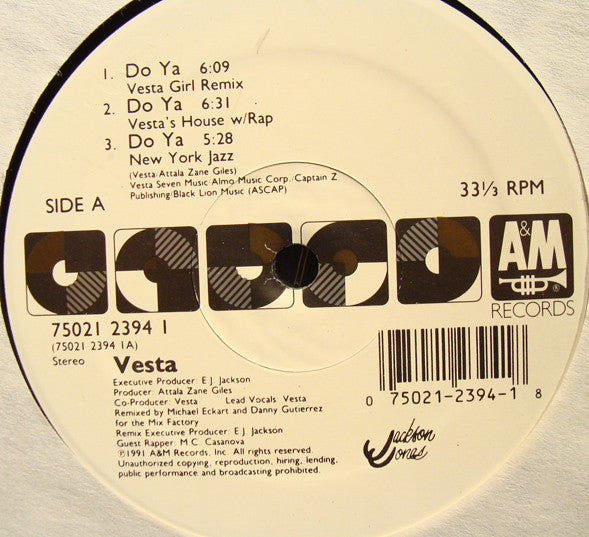 1. Do Ya 6:09
Vesta Girl Remix
2. Do Ya 6:31
Vesta's House w/Rap
3. Do Ya 5:28
New York Jazz
(Vesta/Attala Zane Giles)
Vesta Seven Music/Almo Music Corp./Captain Z
Publishing/Black Lion Music (ASCAP)
SIDE A
33⅓ RPM
A&M
®
RECORDS
75021 2394 1
(75021 2394 1A)
Stereo
Vesta
Executive Producer: E.J. Jackson
Producer: Attala Zane Giles
Co-Producer: Vesta Lead Vocals: Vesta
Remixed by Michael Eckart and Danny Gutierrez
for the Mix Factory
Remix Executive Producer: E.J. Jackson
Guest Rapper: M.C. Casanova
℗1991 A&M Records, Inc. All rights reserved.
Unauthorized copying, reproduction, hiring, lending,
public performance and broadcasting prohibited.
0 75021-2394-1 8
Jackson
Jones